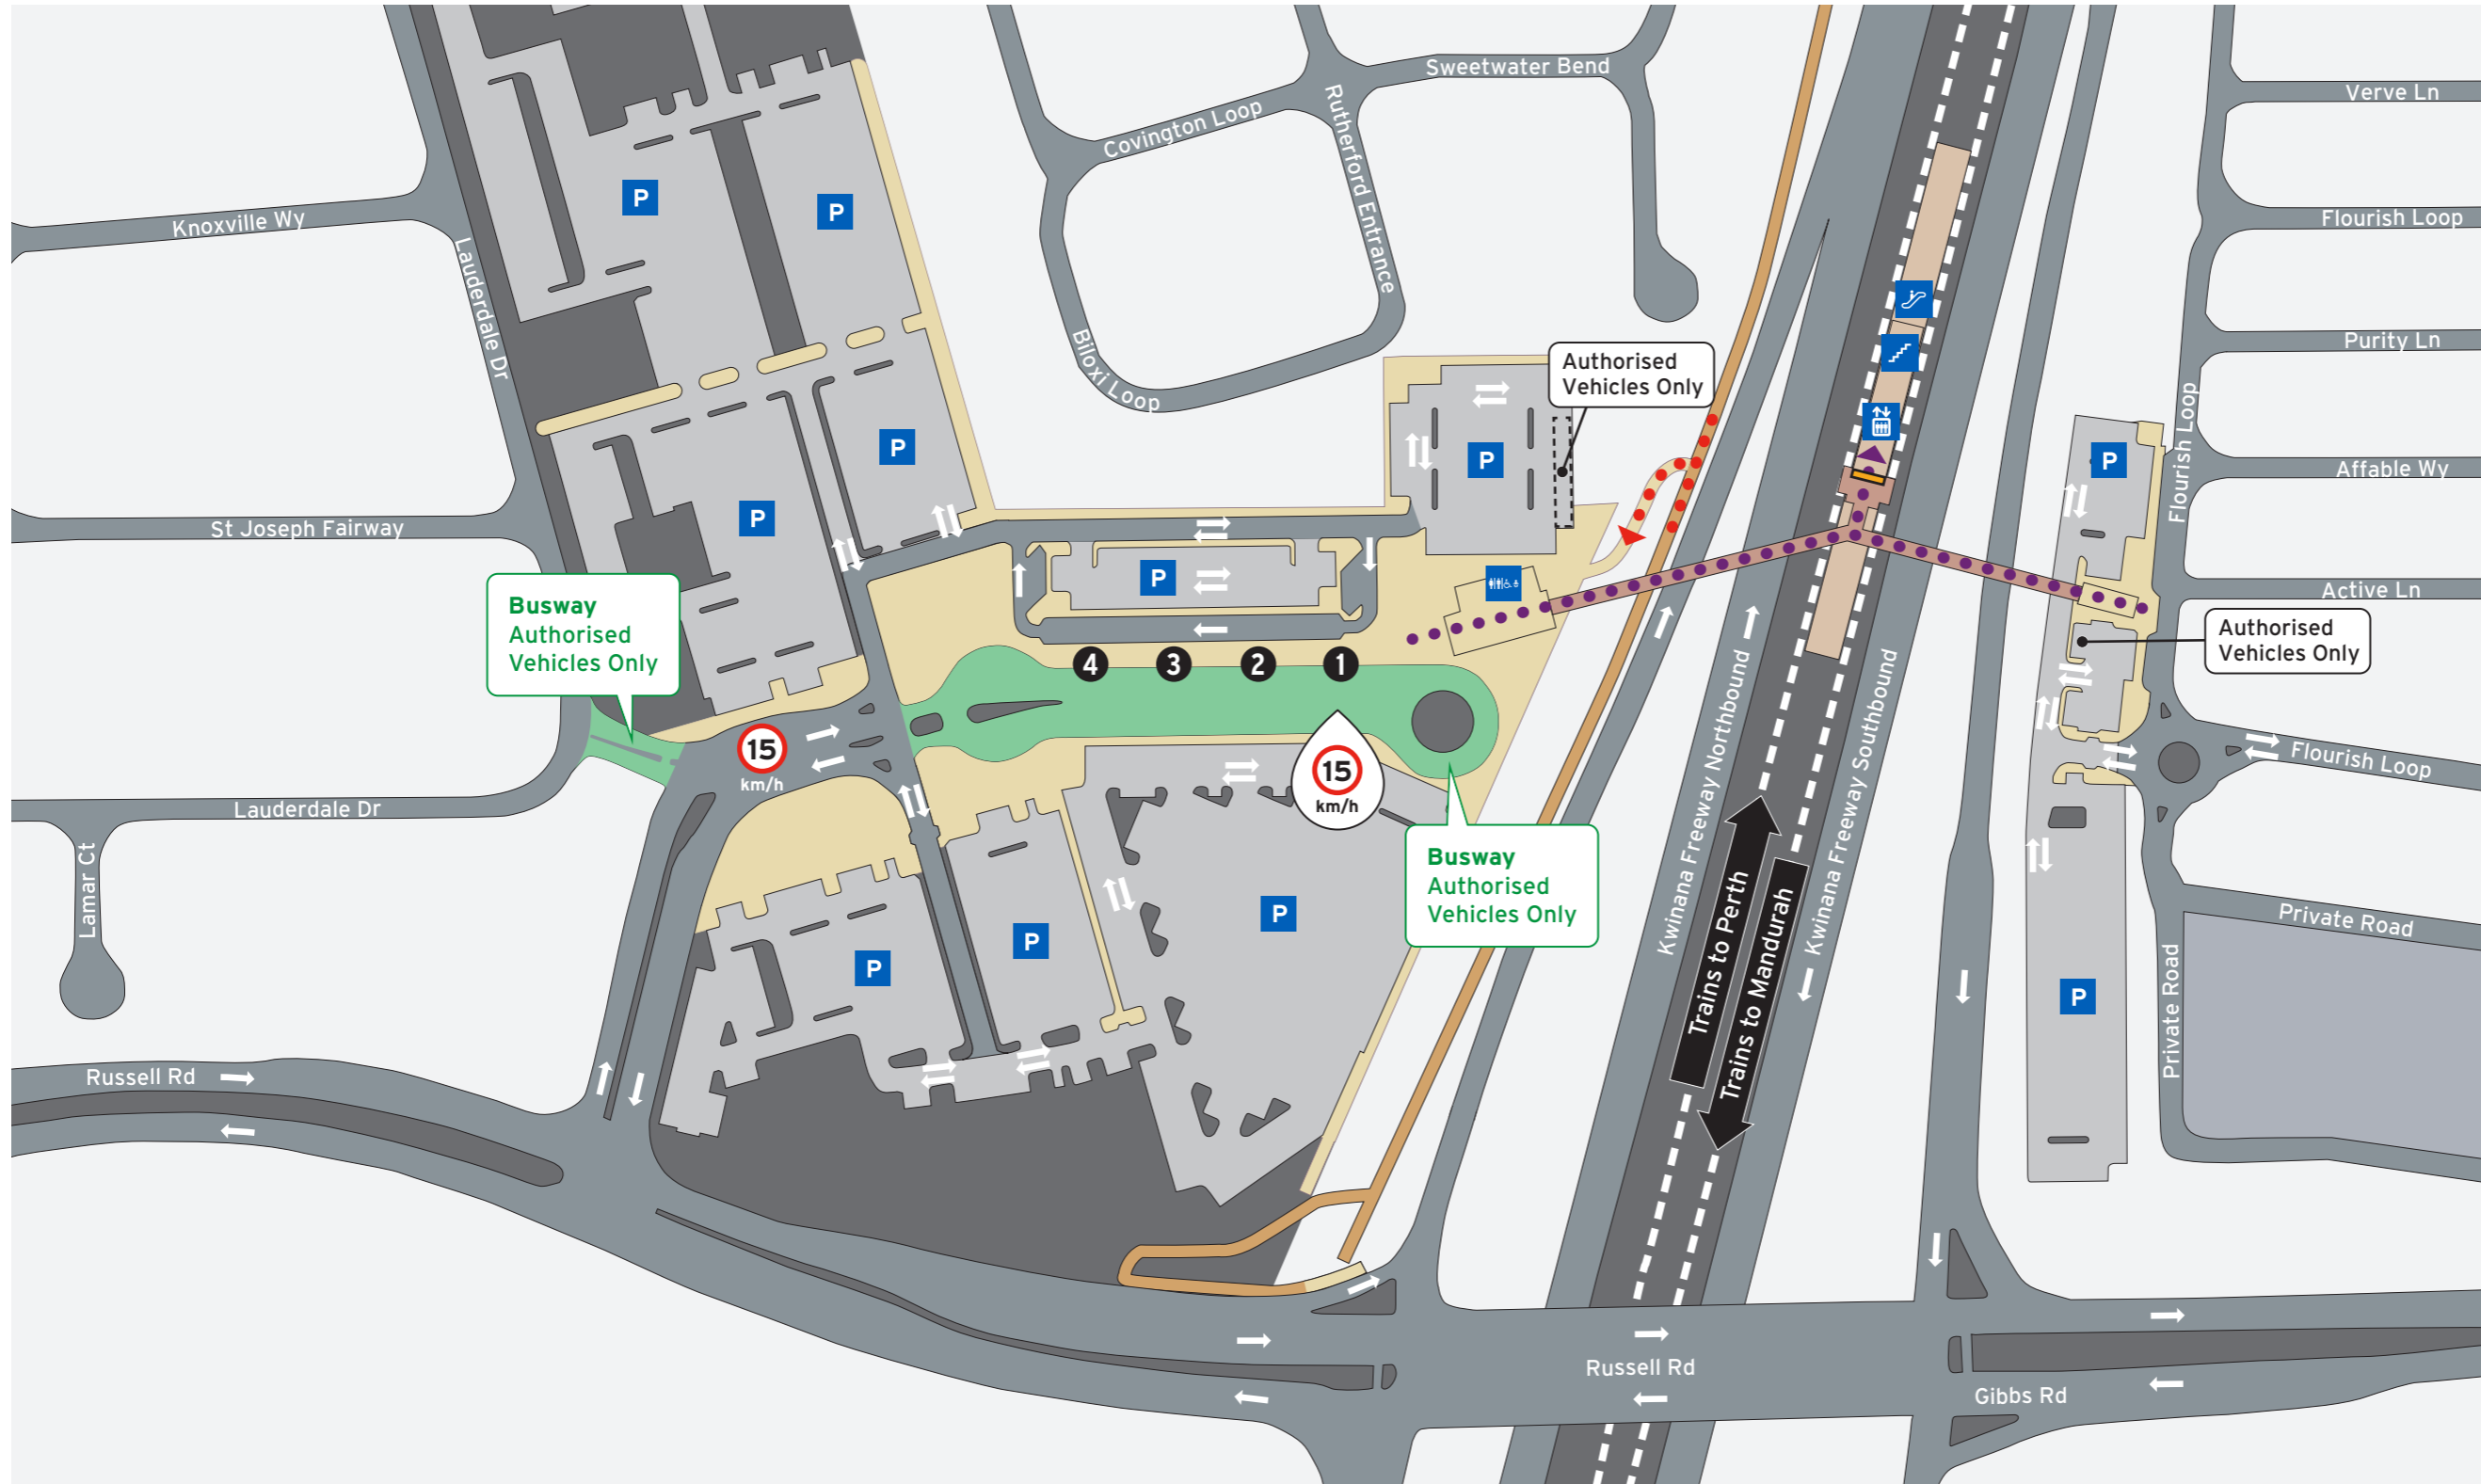 Sweetwater Bend
Verve Ln
Covington Loop
Rutherford Entrance
P
P
Knoxville Wy
Flourish Loop
Lauderdale Dr
Purity Ln
Biloxi Loop
Authorised
Vehicles Only
Flourish Loop
P
P
P
Affable Wy
P
St Joseph Fairway
P
Active Ln
Busway
Authorised
Vehicles Only
Authorised
Vehicles Only
4
3
2
1
15
km/h
15
km/h
Kwinana Freeway Northbound
Kwinana Freeway Southbound
Flourish Loop
Lauderdale Dr
Lamar Ct
Busway
Authorised
Vehicles Only
Trains to Perth
Trains to Mandurah
P
P
P
Private Road
Private Road
P
Russell Rd
Russell Rd
Gibbs Rd